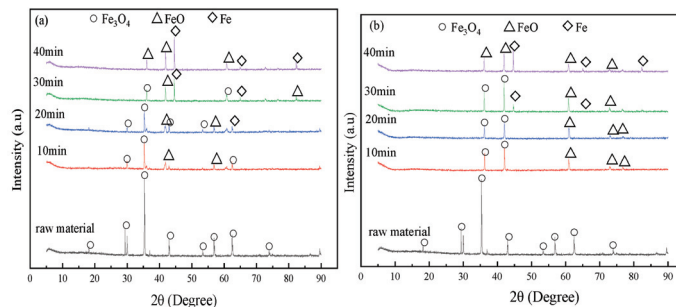 (a)
Fe3O4 FeO Fe
40min
30min
20min
10min
raw material
Intensity (a.u)
0 10 20 30 40 50 60 70 80 90
2θ (Degree)
(b)
Fe3O4 FeO Fe
40min
30min
20min
10min
raw material
Intensity (a.u)
0 10 20 30 40 50 60 70 80 90
2θ (Degree)